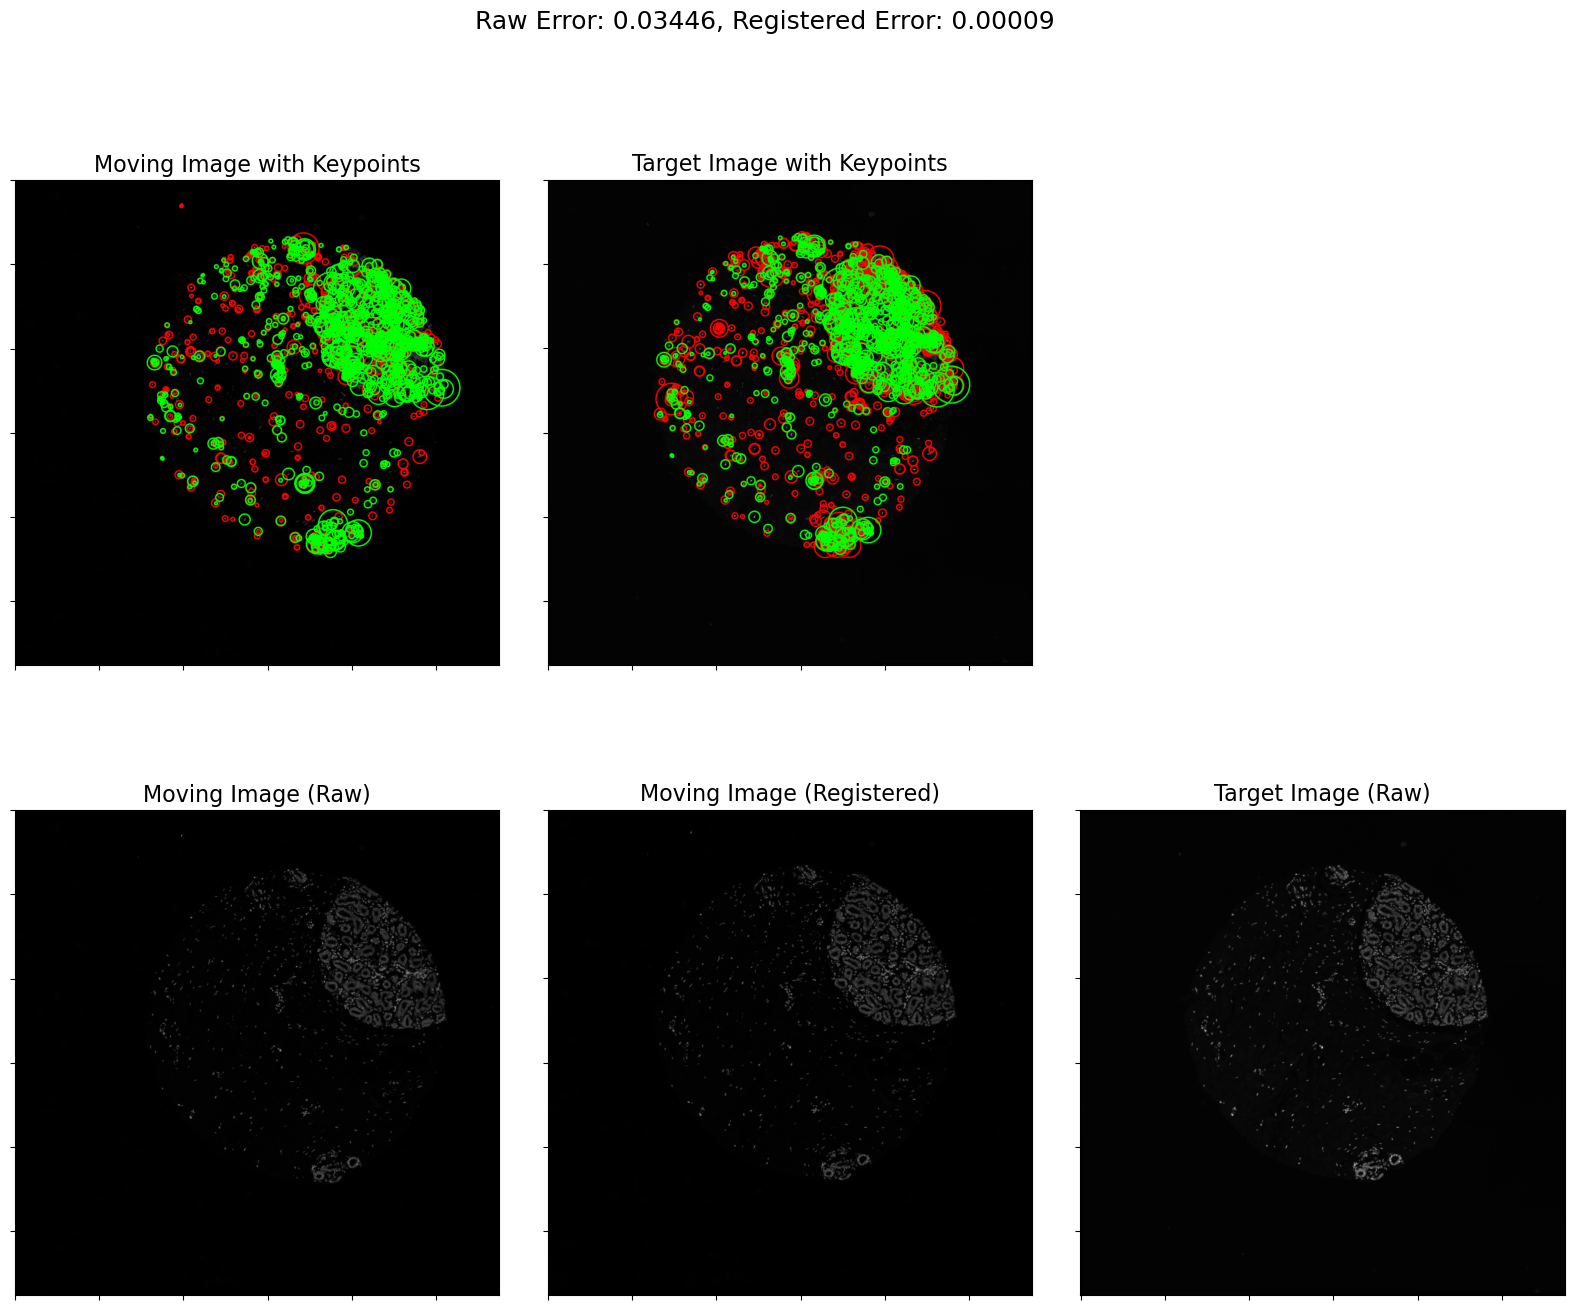 Raw Error: 0.03446, Registered Error: 0.00009
Moving Image with Keypoints
Target Image with Keypoints
Moving Image (Raw)
Moving Image (Registered)
Target Image (Raw)